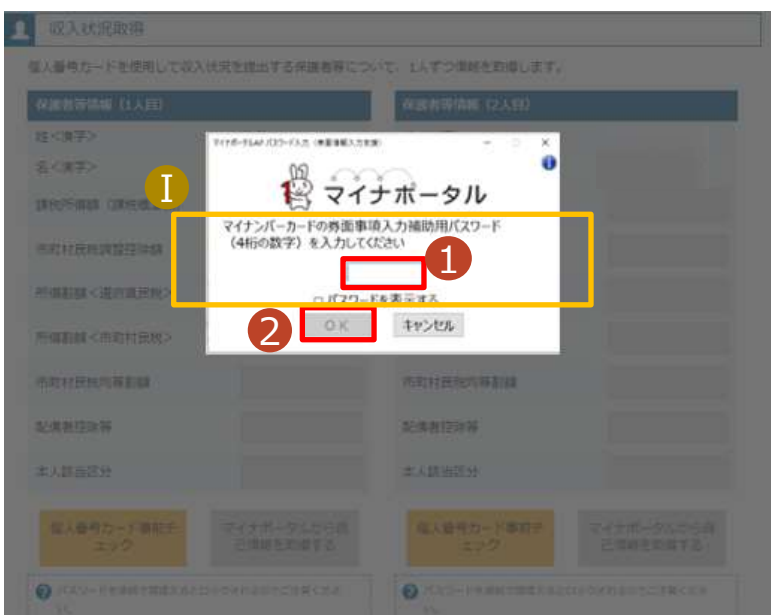 収入状況取得
個人番号カードを使用して収入状況を提出する保護者等について、1人ずつ情報を取得します。
保護者等情報（1人目）
保護者等情報（2人目）
姓<漢字>
名<漢字>
I
マイナポータル
マイナンバーカードの券面事項入力補助用パスワード
（4桁の数字）を入力してください
1
パスワードを表示する
2
OK
キャンセル
市町村民税調整控除額
所得割額<道府県民税>
所得割額<市町村民税>
市町村民税均等割額
市町村民税均等割額
配偶者控除等
配偶者控除等
本人該当区分
本人該当区分
個人番号カード事前チ
ェック
マイナポータルから自
己情報を取得する
個人番号カード事前チ
ェック
マイナポータルから自
己情報を取得する